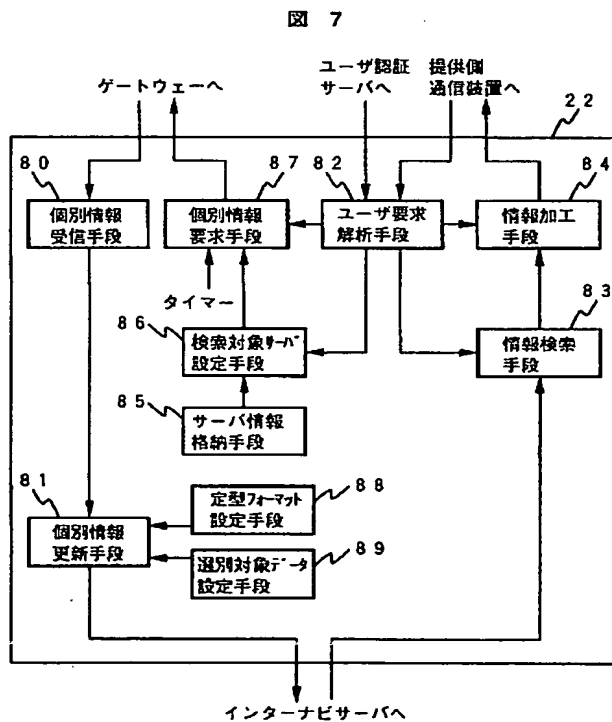 図 7
ゲートウェーへ
ユーザ認証
サーバへ
提供側
通信装置へ
22
80
個別情報
受信手段
87
個別情報
要求手段
82
ユーザ要求
解析手段
84
情報加工
手段
タイマー
86
検索対象サーバ
設定手段
83
情報検索
手段
85
サーバ情報
格納手段
81
個別情報
更新手段
88
定型フォーマット
設定手段
89
選別対象データ
設定手段
インターナビサーバへ